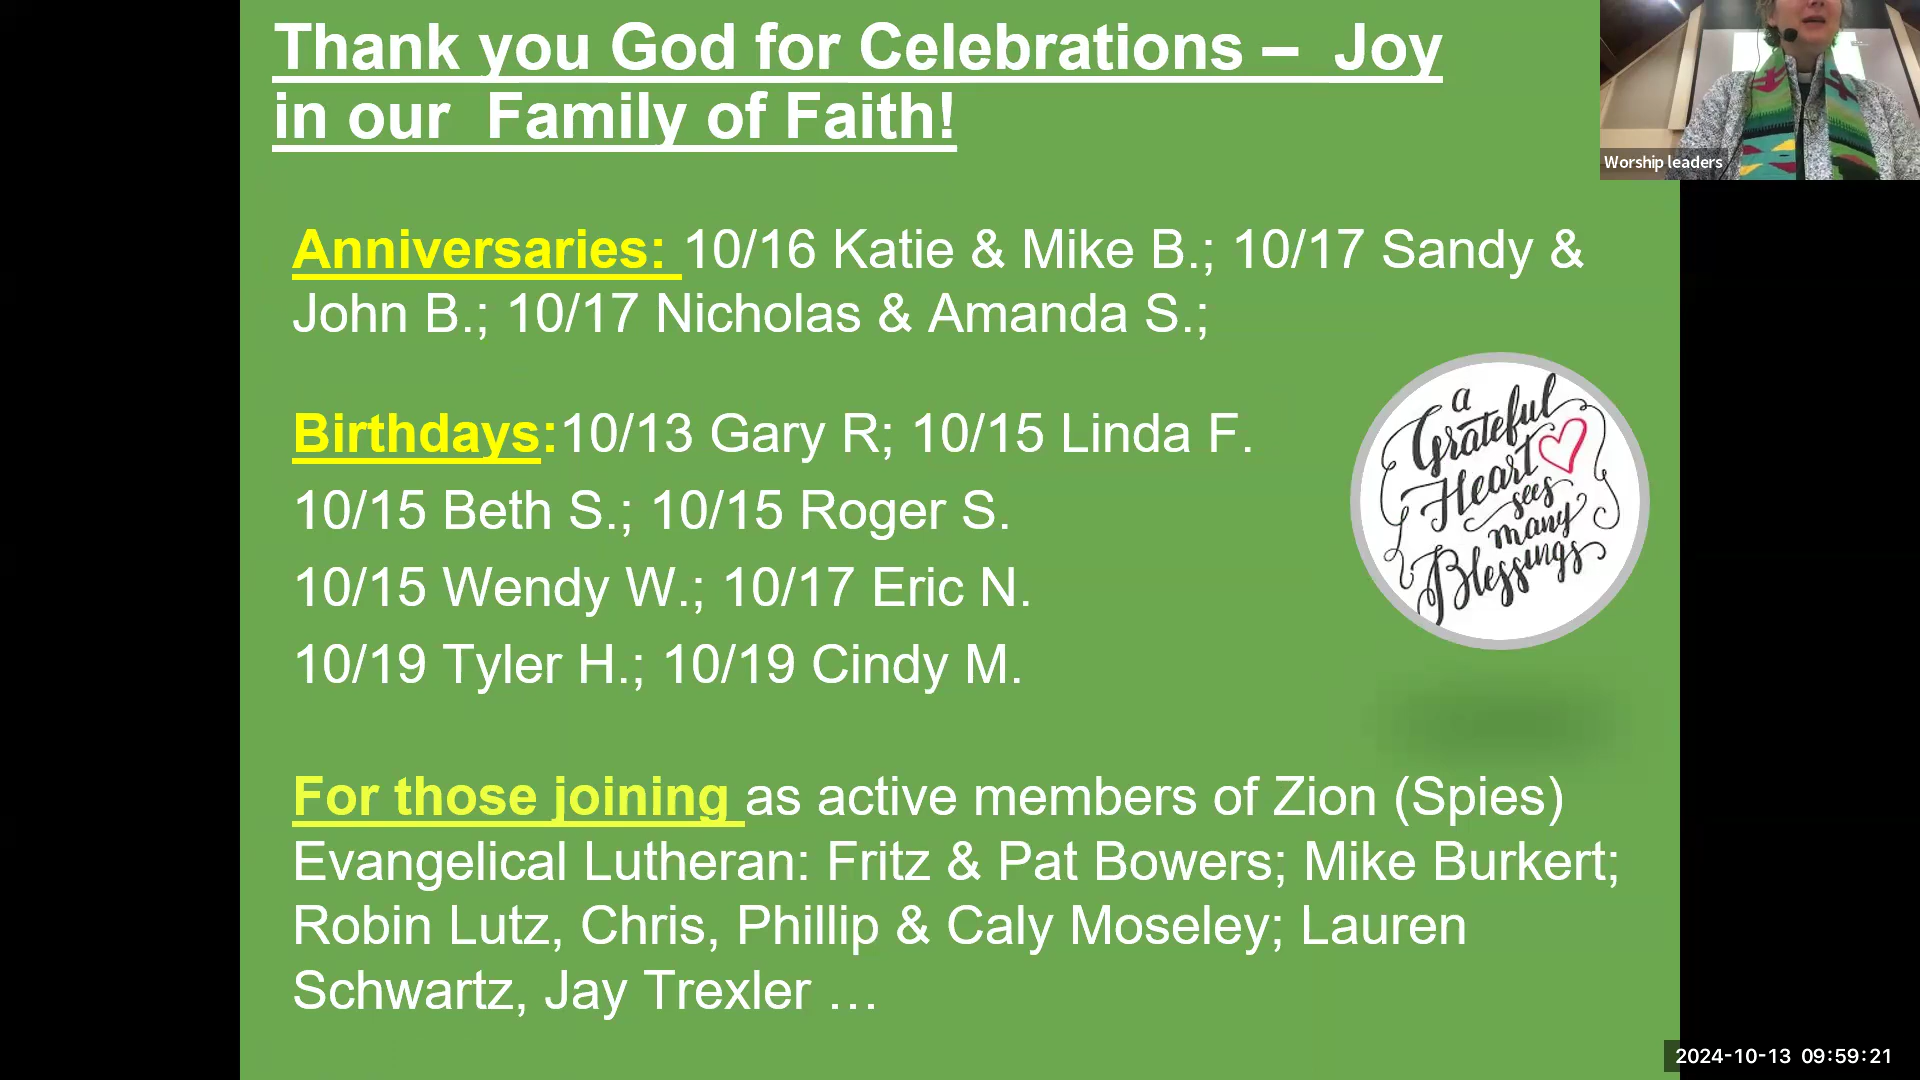 Thank you God for Celebrations – Joy
in our Family of Faith!
Worship leaders
Anniversaries: 10/16 Katie & Mike B.; 10/17 Sandy &
John B.; 10/17 Nicholas & Amanda S.;
Birthdays:10/13 Gary R; 10/15 Linda F.
10/15 Beth S.; 10/15 Roger S.
10/15 Wendy W.; 10/17 Eric N.
10/19 Tyler H.; 10/19 Cindy M.
a
Grateful
Heart
sees
many
Blessings
For those joining as active members of Zion (Spies)
Evangelical Lutheran: Fritz & Pat Bowers; Mike Burkert;
Robin Lutz, Chris, Phillip & Caly Moseley; Lauren
Schwartz, Jay Trexler …
2024-10-13 09:59:21